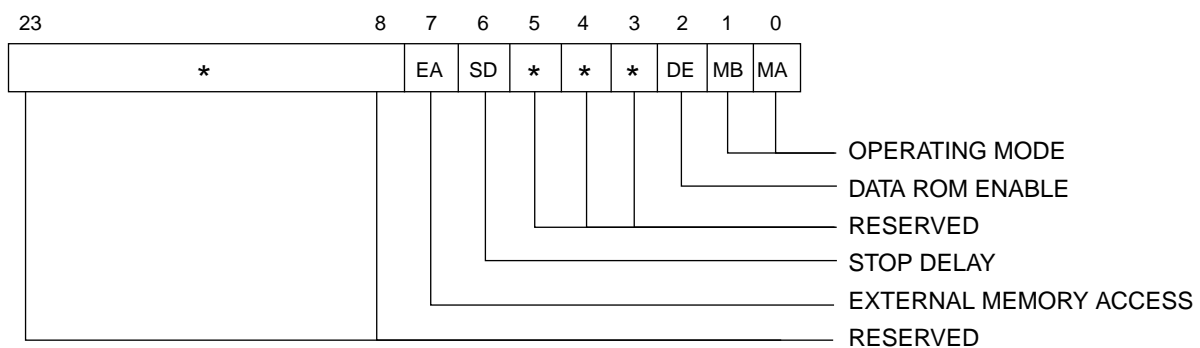 23 8 7 6 5 4 3 2 1 0
* EA SD * * * DE MB MA
OPERATING MODE
DATA ROM ENABLE
RESERVED
STOP DELAY
EXTERNAL MEMORY ACCESS
RESERVED